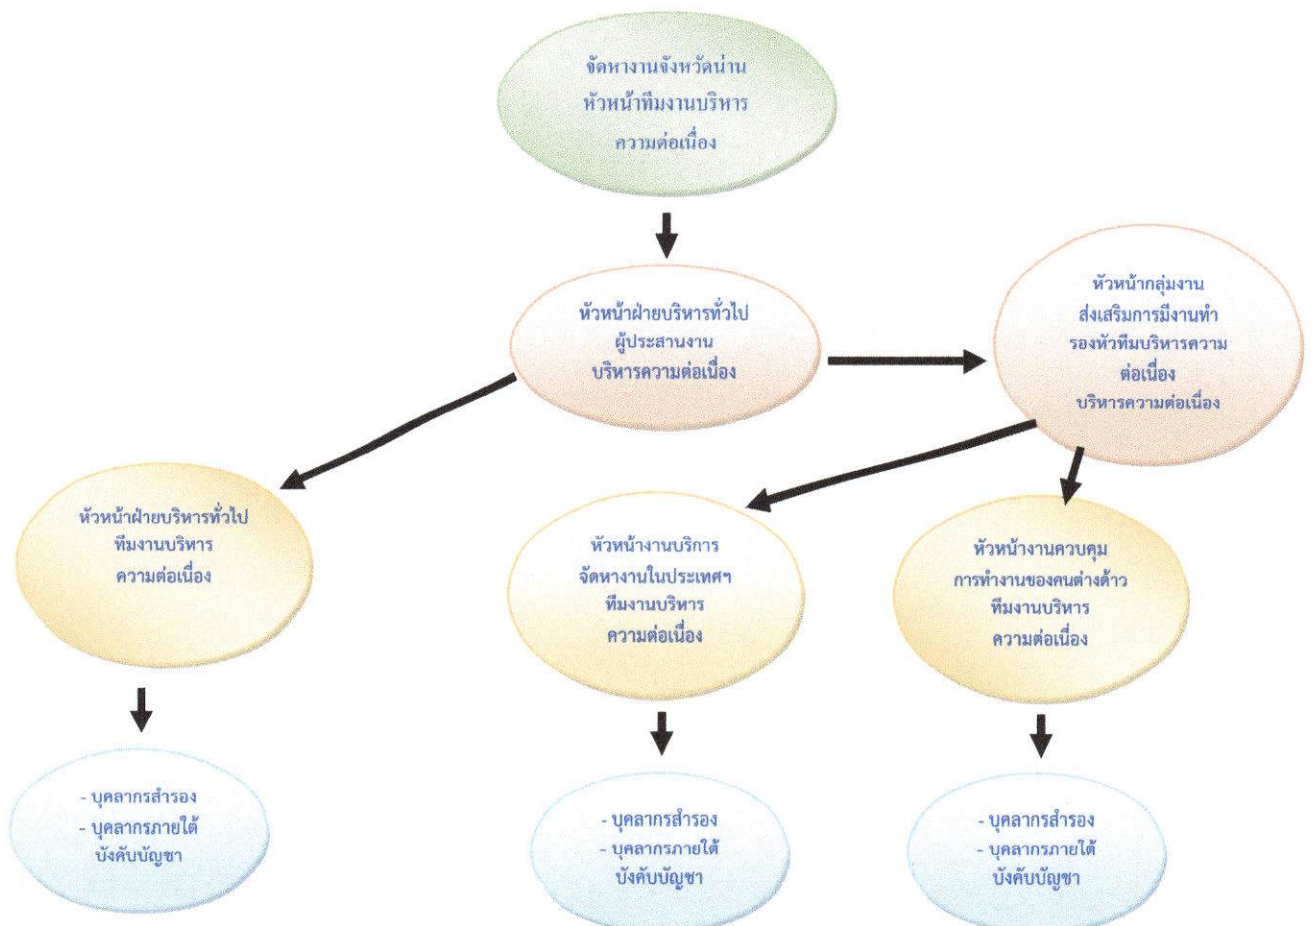 จัดหางานจังหวัดน่าน
หัวหน้าทีมงานบริหาร
ความต่อเนื่อง
หัวหน้าฝ่ายบริหารทั่วไป
ผู้ประสานงาน
บริหารความต่อเนื่อง
หัวหน้ากลุ่มงาน
ส่งเสริมการมีงานทำ
รองหัวทีมบริหารความ
ต่อเนื่อง
บริหารความต่อเนื่อง
หัวหน้าฝ่ายบริหารทั่วไป
ทีมงานบริหาร
ความต่อเนื่อง
หัวหน้างานบริการ
จัดหางานในประเทศฯ
ทีมงานบริหาร
ความต่อเนื่อง
หัวหน้างานควบคุม
การทำงานของคนต่างด้าว
ทีมงานบริหาร
ความต่อเนื่อง
- บุคลากรสำรอง
- บุคลากรภายใต้
บังคับบัญชา
- บุคลากรสำรอง
- บุคลากรภายใต้
บังคับบัญชา
- บุคลากรสำรอง
- บุคลากรภายใต้
บังคับบัญชา